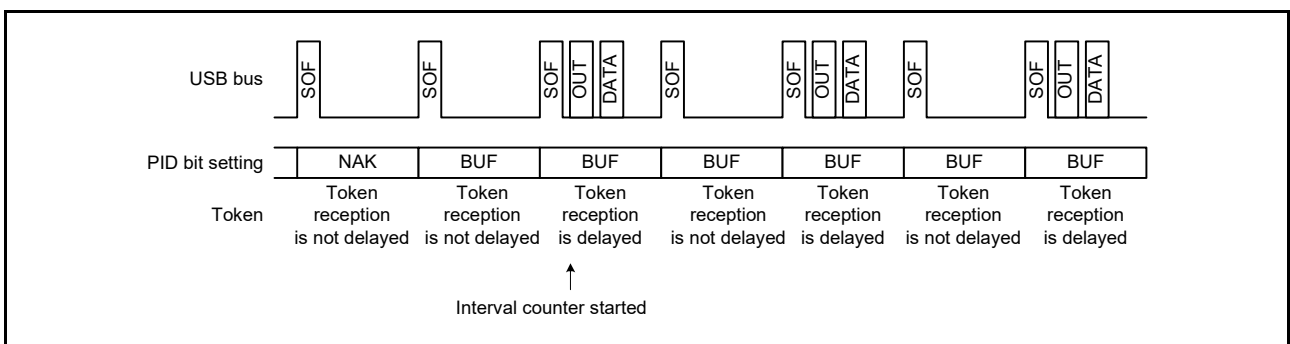 USB bus
SOF
SOF
SOF
OUT
DATA
SOF
SOF
OUT
DATA
SOF
SOF
OUT
DATA
PID bit setting
NAK
BUF
BUF
BUF
BUF
BUF
BUF
Token
Token
reception
is not delayed
Token
reception
is not delayed
Token
reception
is delayed
Token
reception
is not delayed
Token
reception
is delayed
Token
reception
is not delayed
Token
reception
is delayed
Interval counter started